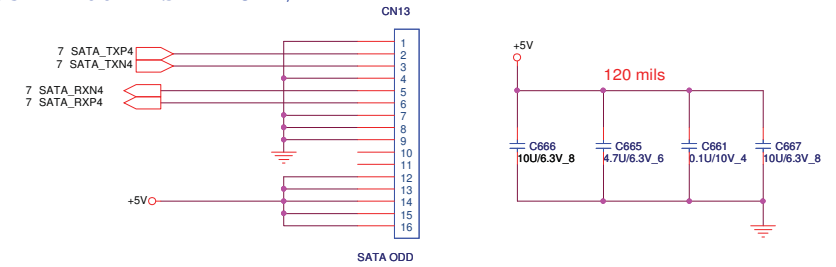 CN13
7 SATA_TXP4
7 SATA_TXN4
7 SATA_RXN4
7 SATA_RXP4
+5V
1
2
3
4
5
6
7
8
9
10
11
12
13
14
15
16
SATA ODD
+5V
120 mils
C666
10U/6.3V_8
C665
4.7U/6.3V_6
C661
0.1U/10V_4
C667
10U/6.3V_8